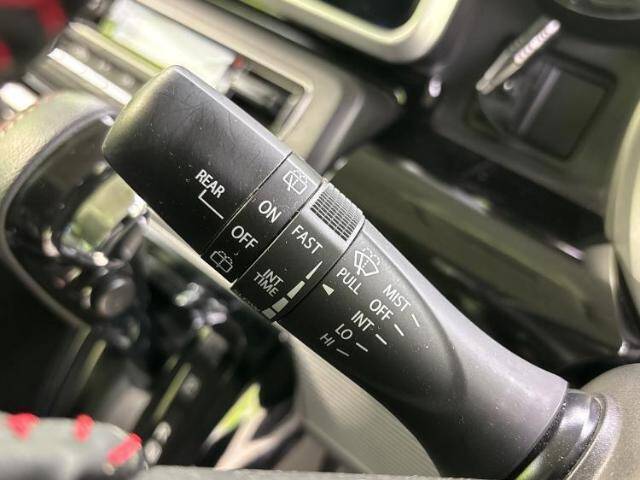 REAR
ON
OFF
FAST
INT
TIME
PULL
MIST
OFF
INT
LO
HI